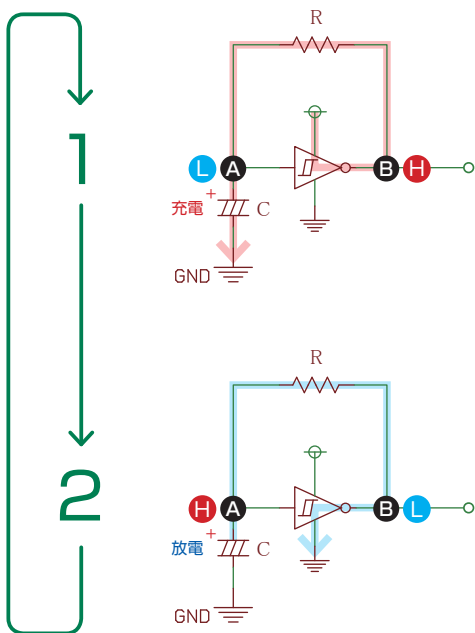 1
R
L A B H
+
充電 C
GND
2
R
H A B L
+
放電 C
GND